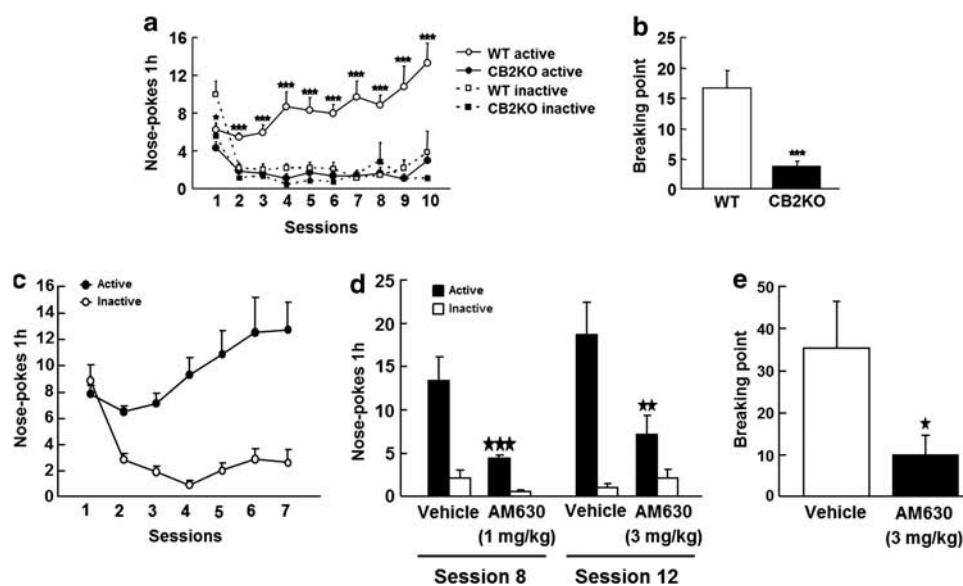 a
16
12
8
4
0
Nose-pokes 1h
*
***
***
***
***
***
***
***
***
***
1 2 3 4 5 6 7 8 9 10
Sessions
WT active
CB2KO active
WT inactive
CB2KO inactive
b
25
20
15
10
5
0
Breaking point
***
WT CB2KO
c
16
14
12
10
8
6
4
2
0
Nose-pokes 1h
Active
Inactive
1 2 3 4 5 6 7
Sessions
d
25
20
15
10
5
0
Nose-pokes 1h
Active
Inactive
★★★
★★
Vehicle AM630 Vehicle AM630
(1 mg/kg) (3 mg/kg)
Session 8 Session 12
e
50
40
30
20
10
0
Breaking point
★
Vehicle AM630
(3 mg/kg)